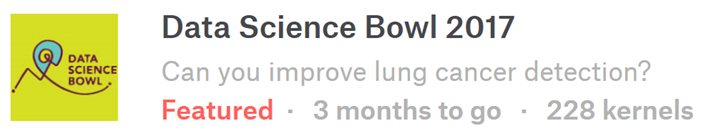 DATA
SCIENCE
BOWL
Data Science Bowl 2017
Can you improve lung cancer detection?
Featured · 3 months to go · 228 kernels